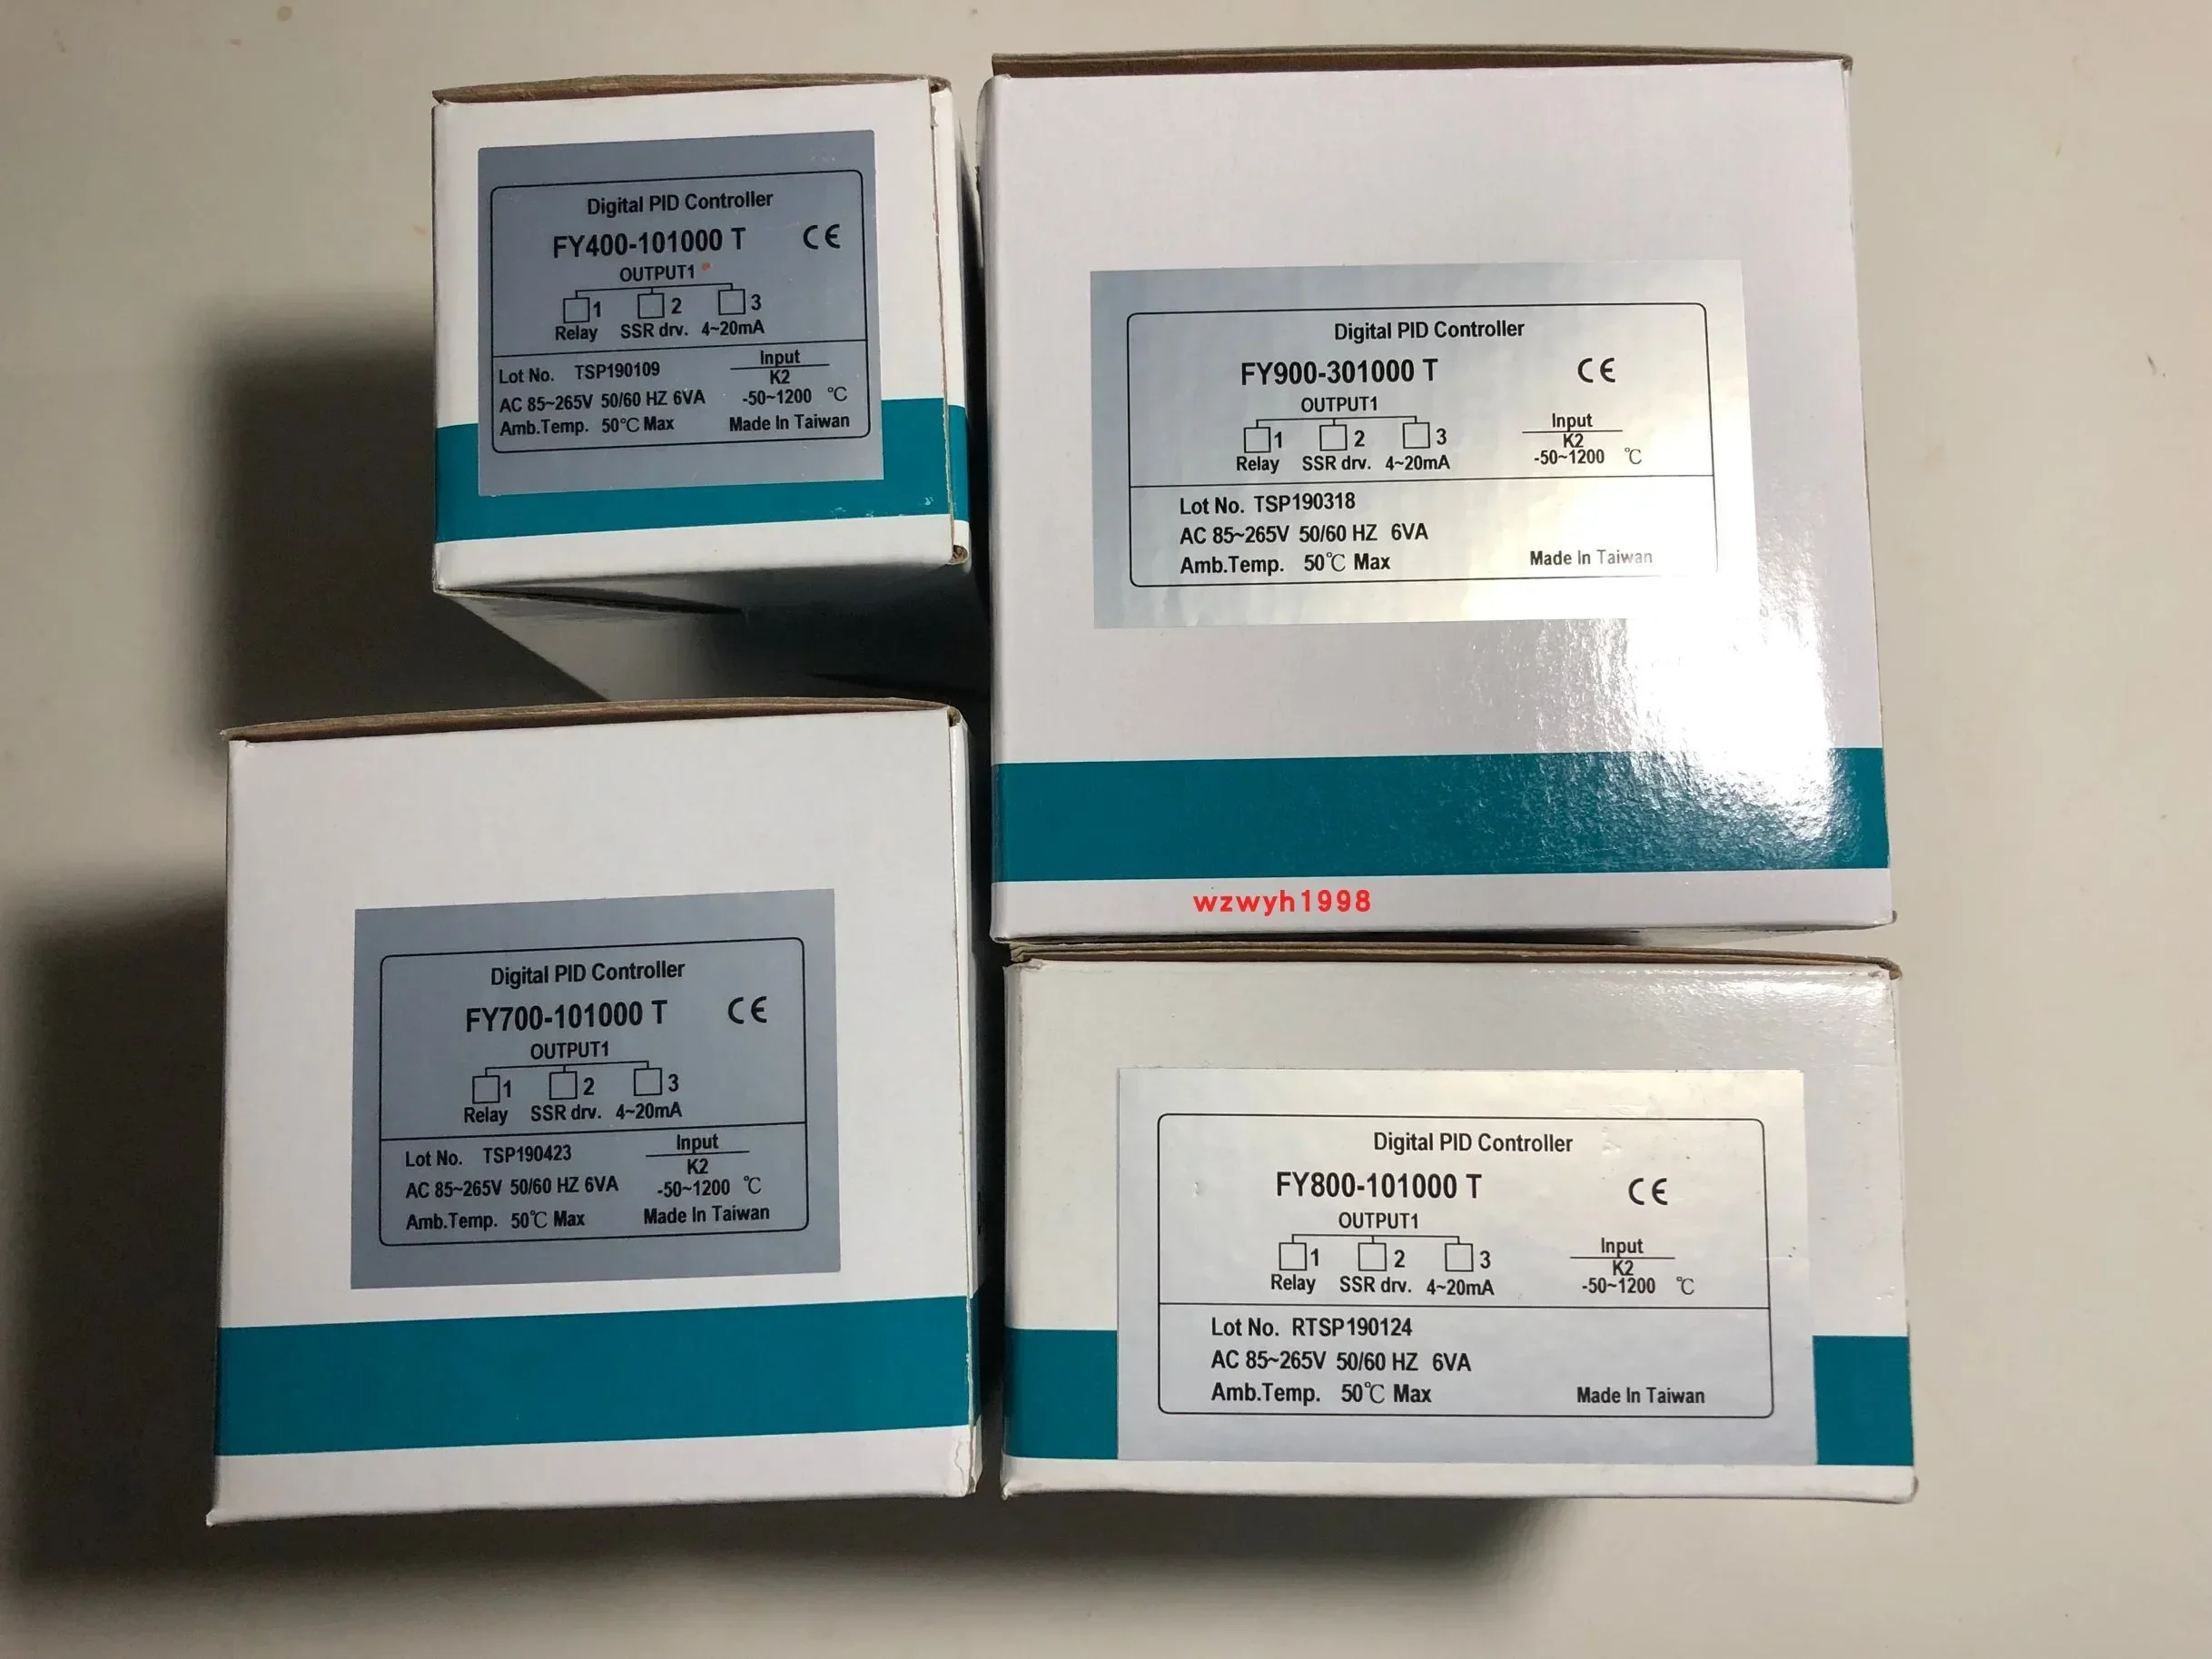 Digital PID Controller
FY400-101000 T CE
OUTPUT1
1 2 3
Relay SSR drv. 4~20mA
Lot No. TSP190109
Input
K2
AC 85~265V 50/60 HZ 6VA -50~1200 ℃
Amb.Temp. 50℃ Max Made In Taiwan
Digital PID Controller
FY900-301000 T CE
OUTPUT1
1 2 3
Relay SSR drv. 4~20mA
Input
K2
-50~1200 ℃
Lot No. TSP190318
AC 85~265V 50/60 HZ 6VA
Amb.Temp. 50℃ Max Made In Taiwan
wzwyh1998
Digital PID Controller
FY700-101000 T CE
OUTPUT1
1 2 3
Relay SSR drv. 4~20mA
Lot No. TSP190423
Input
K2
AC 85~265V 50/60 HZ 6VA -50~1200 ℃
Amb.Temp. 50℃ Max Made In Taiwan
Digital PID Controller
FY800-101000 T CE
OUTPUT1
1 2 3
Relay SSR drv. 4~20mA
Input
K2
-50~1200 ℃
Lot No. RTSP190124
AC 85~265V 50/60 HZ 6VA
Amb.Temp. 50℃ Max Made In Taiwan